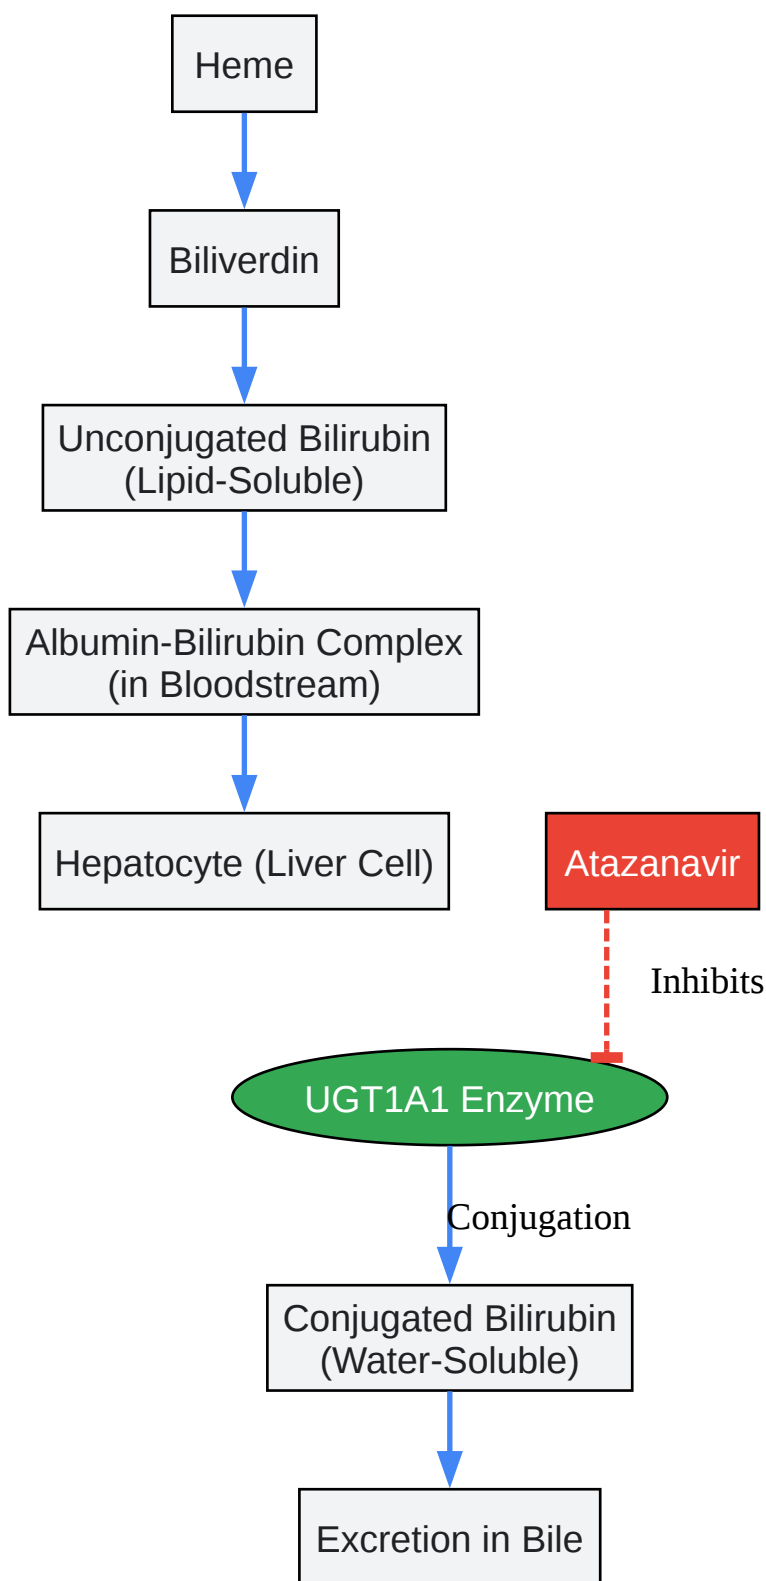 Heme
Biliverdin
Unconjugated Bilirubin
(Lipid-Soluble)
Albumin-Bilirubin Complex
(in Bloodstream)
Hepatocyte (Liver Cell)
Atazanavir
Inhibits
UGT1A1 Enzyme
Conjugation
Conjugated Bilirubin
(Water-Soluble)
Excretion in Bile